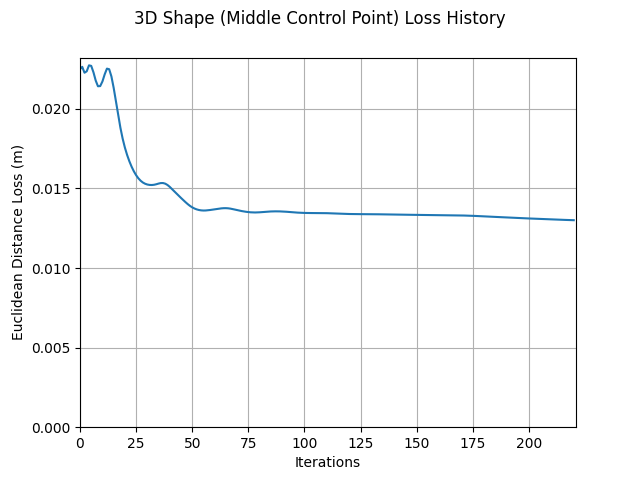 3D Shape (Middle Control Point) Loss History
Euclidean Distance Loss (m)
0.020
0.015
0.010
0.005
0.000
0 25 50 75 100 125 150 175 200
Iterations